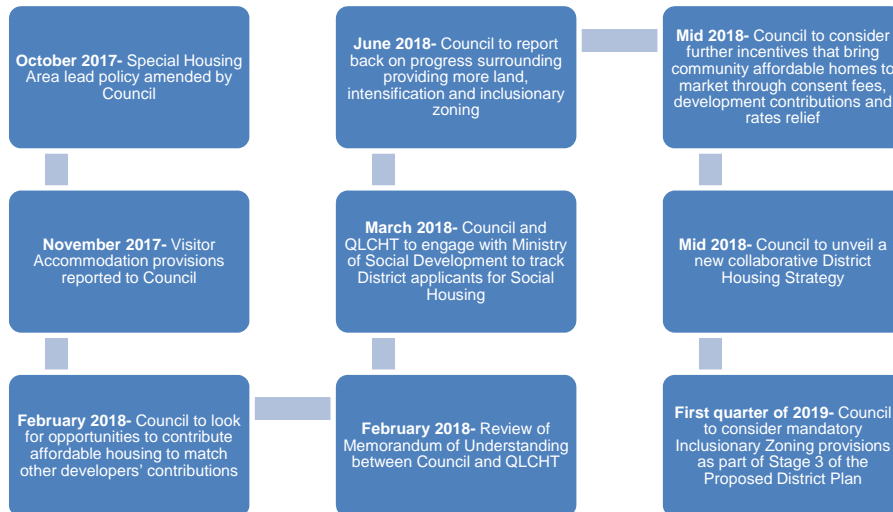 October 2017- Special Housing
Area lead policy amended by
Council
November 2017- Visitor
Accommodation provisions
reported to Council
February 2018- Council to look
for opportunities to contribute
affordable housing to match
other developers’ contributions
February 2018- Review of
Memorandum of Understanding
between Council and QLCHT
March 2018- Council and
QLCHT to engage with Ministry
of Social Development to track
District applicants for Social
Housing
June 2018- Council to report
back on progress surrounding
providing more land,
intensification and inclusionary
zoning
Mid 2018- Council to consider
further incentives that bring
community affordable homes to
market through consent fees,
development contributions and
rates relief
Mid 2018- Council to unveil a
new collaborative District
Housing Strategy
First quarter of 2019- Council
to consider mandatory
Inclusionary Zoning provisions
as part of Stage 3 of the
Proposed District Plan